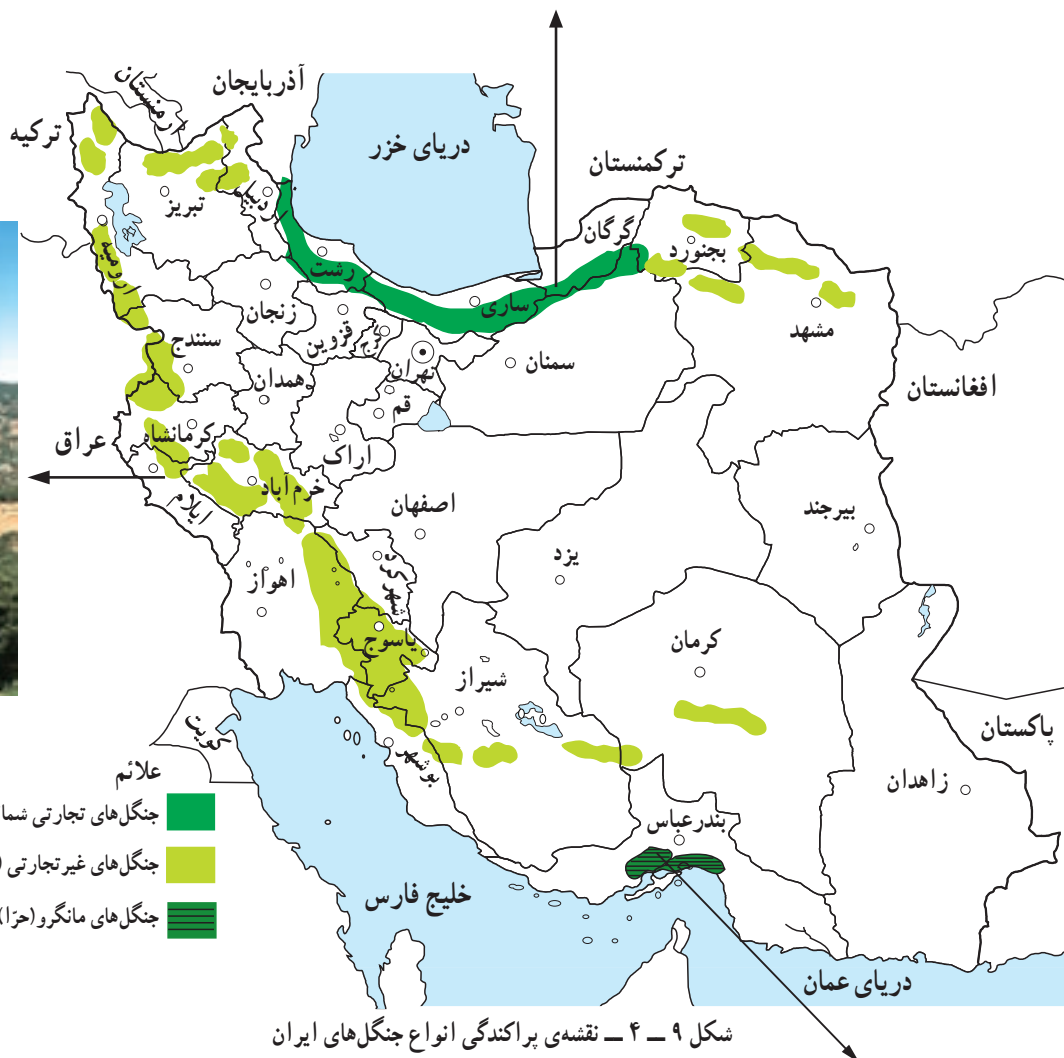 آذربایجان
ارمنستان
ترکیه
دریای خزر
ترکمنستان
تبریز
اردبیل
گرگان
بجنورد
ارومیه
رشت
ساری
مشهد
زنجان
قزوین
کرج
تهران
سمنان
سنندج
همدان
قم
افغانستان
عراق
کرمانشاه
اراک
خرم آباد
ایلام
اصفهان
بیرجند
یزد
اهواز
شهرکرد
یاسوج
کرمان
شیراز
کویت
بوشهر
پاکستان
زاهدان
بندرعباس
خلیج فارس
دریای عمان
علائم
جنگل‌های تجارتی
جنگل‌های غیرتجارتی
جنگل‌های مانگرو (حرّا)
شکل ۹ ــ ۴ ــ نقشه‌ی پراکندگی انواع جنگل‌های ایران